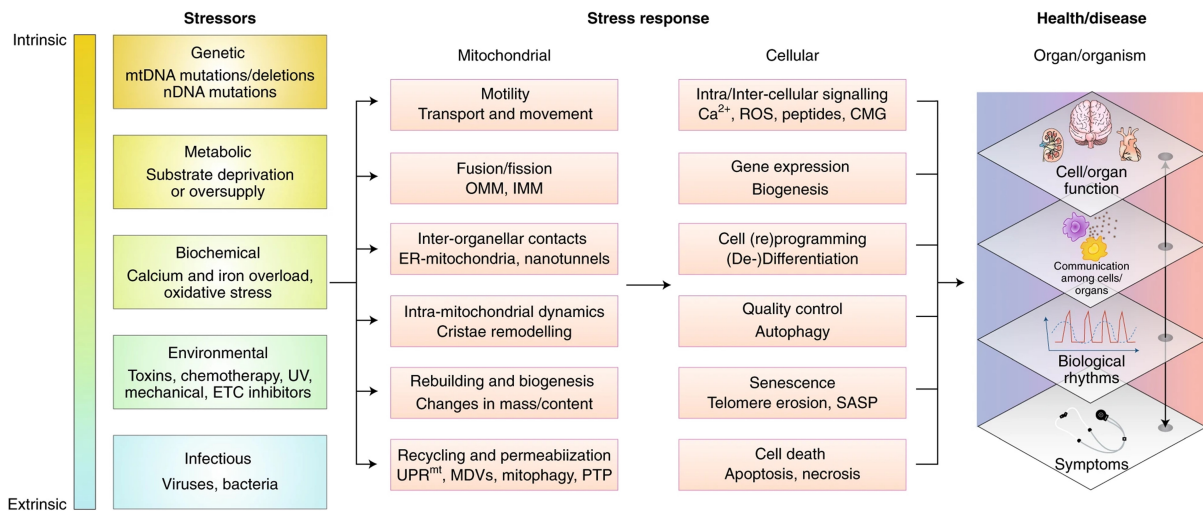 Stressors
Stress response
Health/disease
Intrinsic
Extrinsic
Genetic
mtDNA mutations/deletions
nDNA mutations
Metabolic
Substrate deprivation
or oversupply
Biochemical
Calcium and iron overload,
oxidative stress
Environmental
Toxins, chemotherapy, UV,
mechanical, ETC inhibitors
Infectious
Viruses, bacteria
Mitochondrial
Motility
Transport and movement
Fusion/fission
OMM, IMM
Inter-organellar contacts
ER-mitochondria, nanotunnels
Intra-mitochondrial dynamics
Cristae remodelling
Rebuilding and biogenesis
Changes in mass/content
Recycling and permeabiization
UPRᵐᵗ, MDVs, mitophagy, PTP
Cellular
Intra/Inter-cellular signalling
Ca²⁺, ROS, peptides, CMG
Gene expression
Biogenesis
Cell (re)programming
(De-)Differentiation
Quality control
Autophagy
Senescence
Telomere erosion, SASP
Cell death
Apoptosis, necrosis
Organ/organism
Cell/organ
function
Communication
among cells/
organs
Biological
rhythms
Symptoms